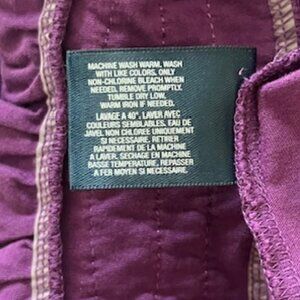 MACHINE WASH WARM. WASH
WITH LIKE COLORS. ONLY
NON-CHLORINE BLEACH WHEN
NEEDED. REMOVE PROMPTLY.
TUMBLE DRY LOW.
WARM IRON IF NEEDED.
LAVAGE A 40°. LAVER AVEC
COULEURS SEMBLABLES. EAU DE
JAVEL NON CHLOREE UNIQUEMENT
SI NECESSAIRE. RETIRER
RAPIDEMENT DE LA MACHINE
A LAVER. SECHAGE EN MACHINE
BASSE TEMPERATURE. REPASSER
A FER MOYEN SI NECESSAIRE.